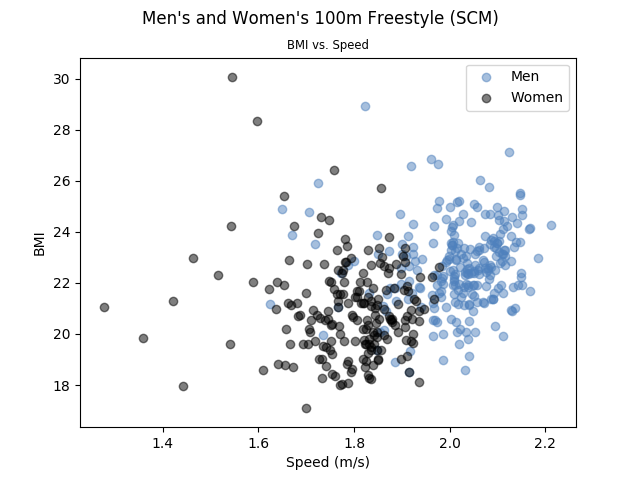 Men's and Women's 100m Freestyle (SCM)
BMI vs. Speed
Men
Women
30
28
26
24
22
20
18
BMI
1.4 1.6 1.8 2.0 2.2
Speed (m/s)